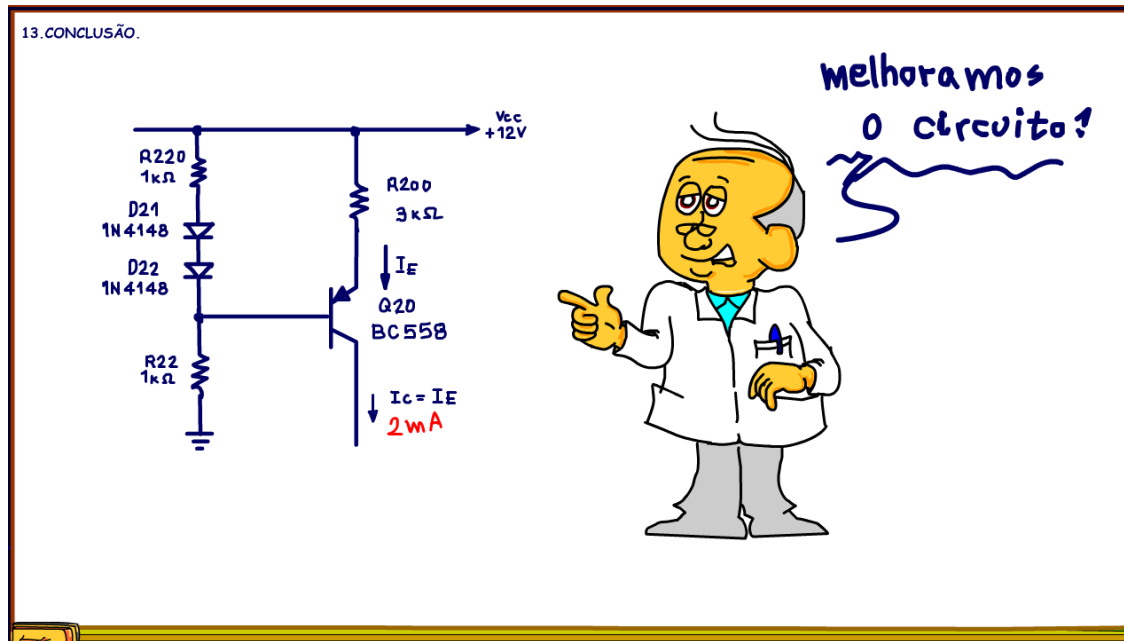 13.CONCLUSÃO.
melhoramos
o circuito!
Vcc
+12V
R220
1kΩ
R200
3kΩ
D21
1N4148
IE
D22
1N4148
Q20
BC558
R22
1kΩ
Ic = IE
2mA